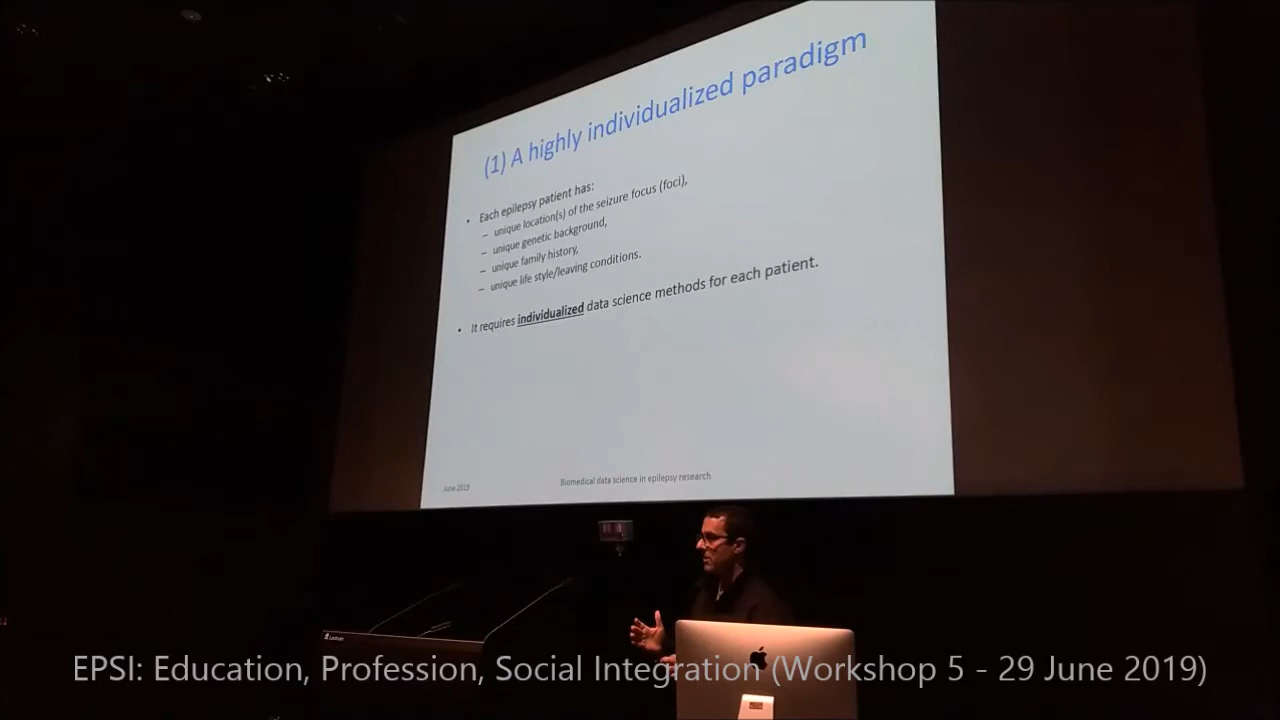 (1) A highly individualized paradigm
• Each epilepsy patient has:
– unique location(s) of the seizure focus (foci),
– unique genetic background,
– unique family history,
– unique life style/leaving conditions.
• It requires individualized data science methods for each patient.
June 2019
Biomedical data science in epilepsy research
EPSI: Education, Profession, Social Integration (Workshop 5 - 29 June 2019)